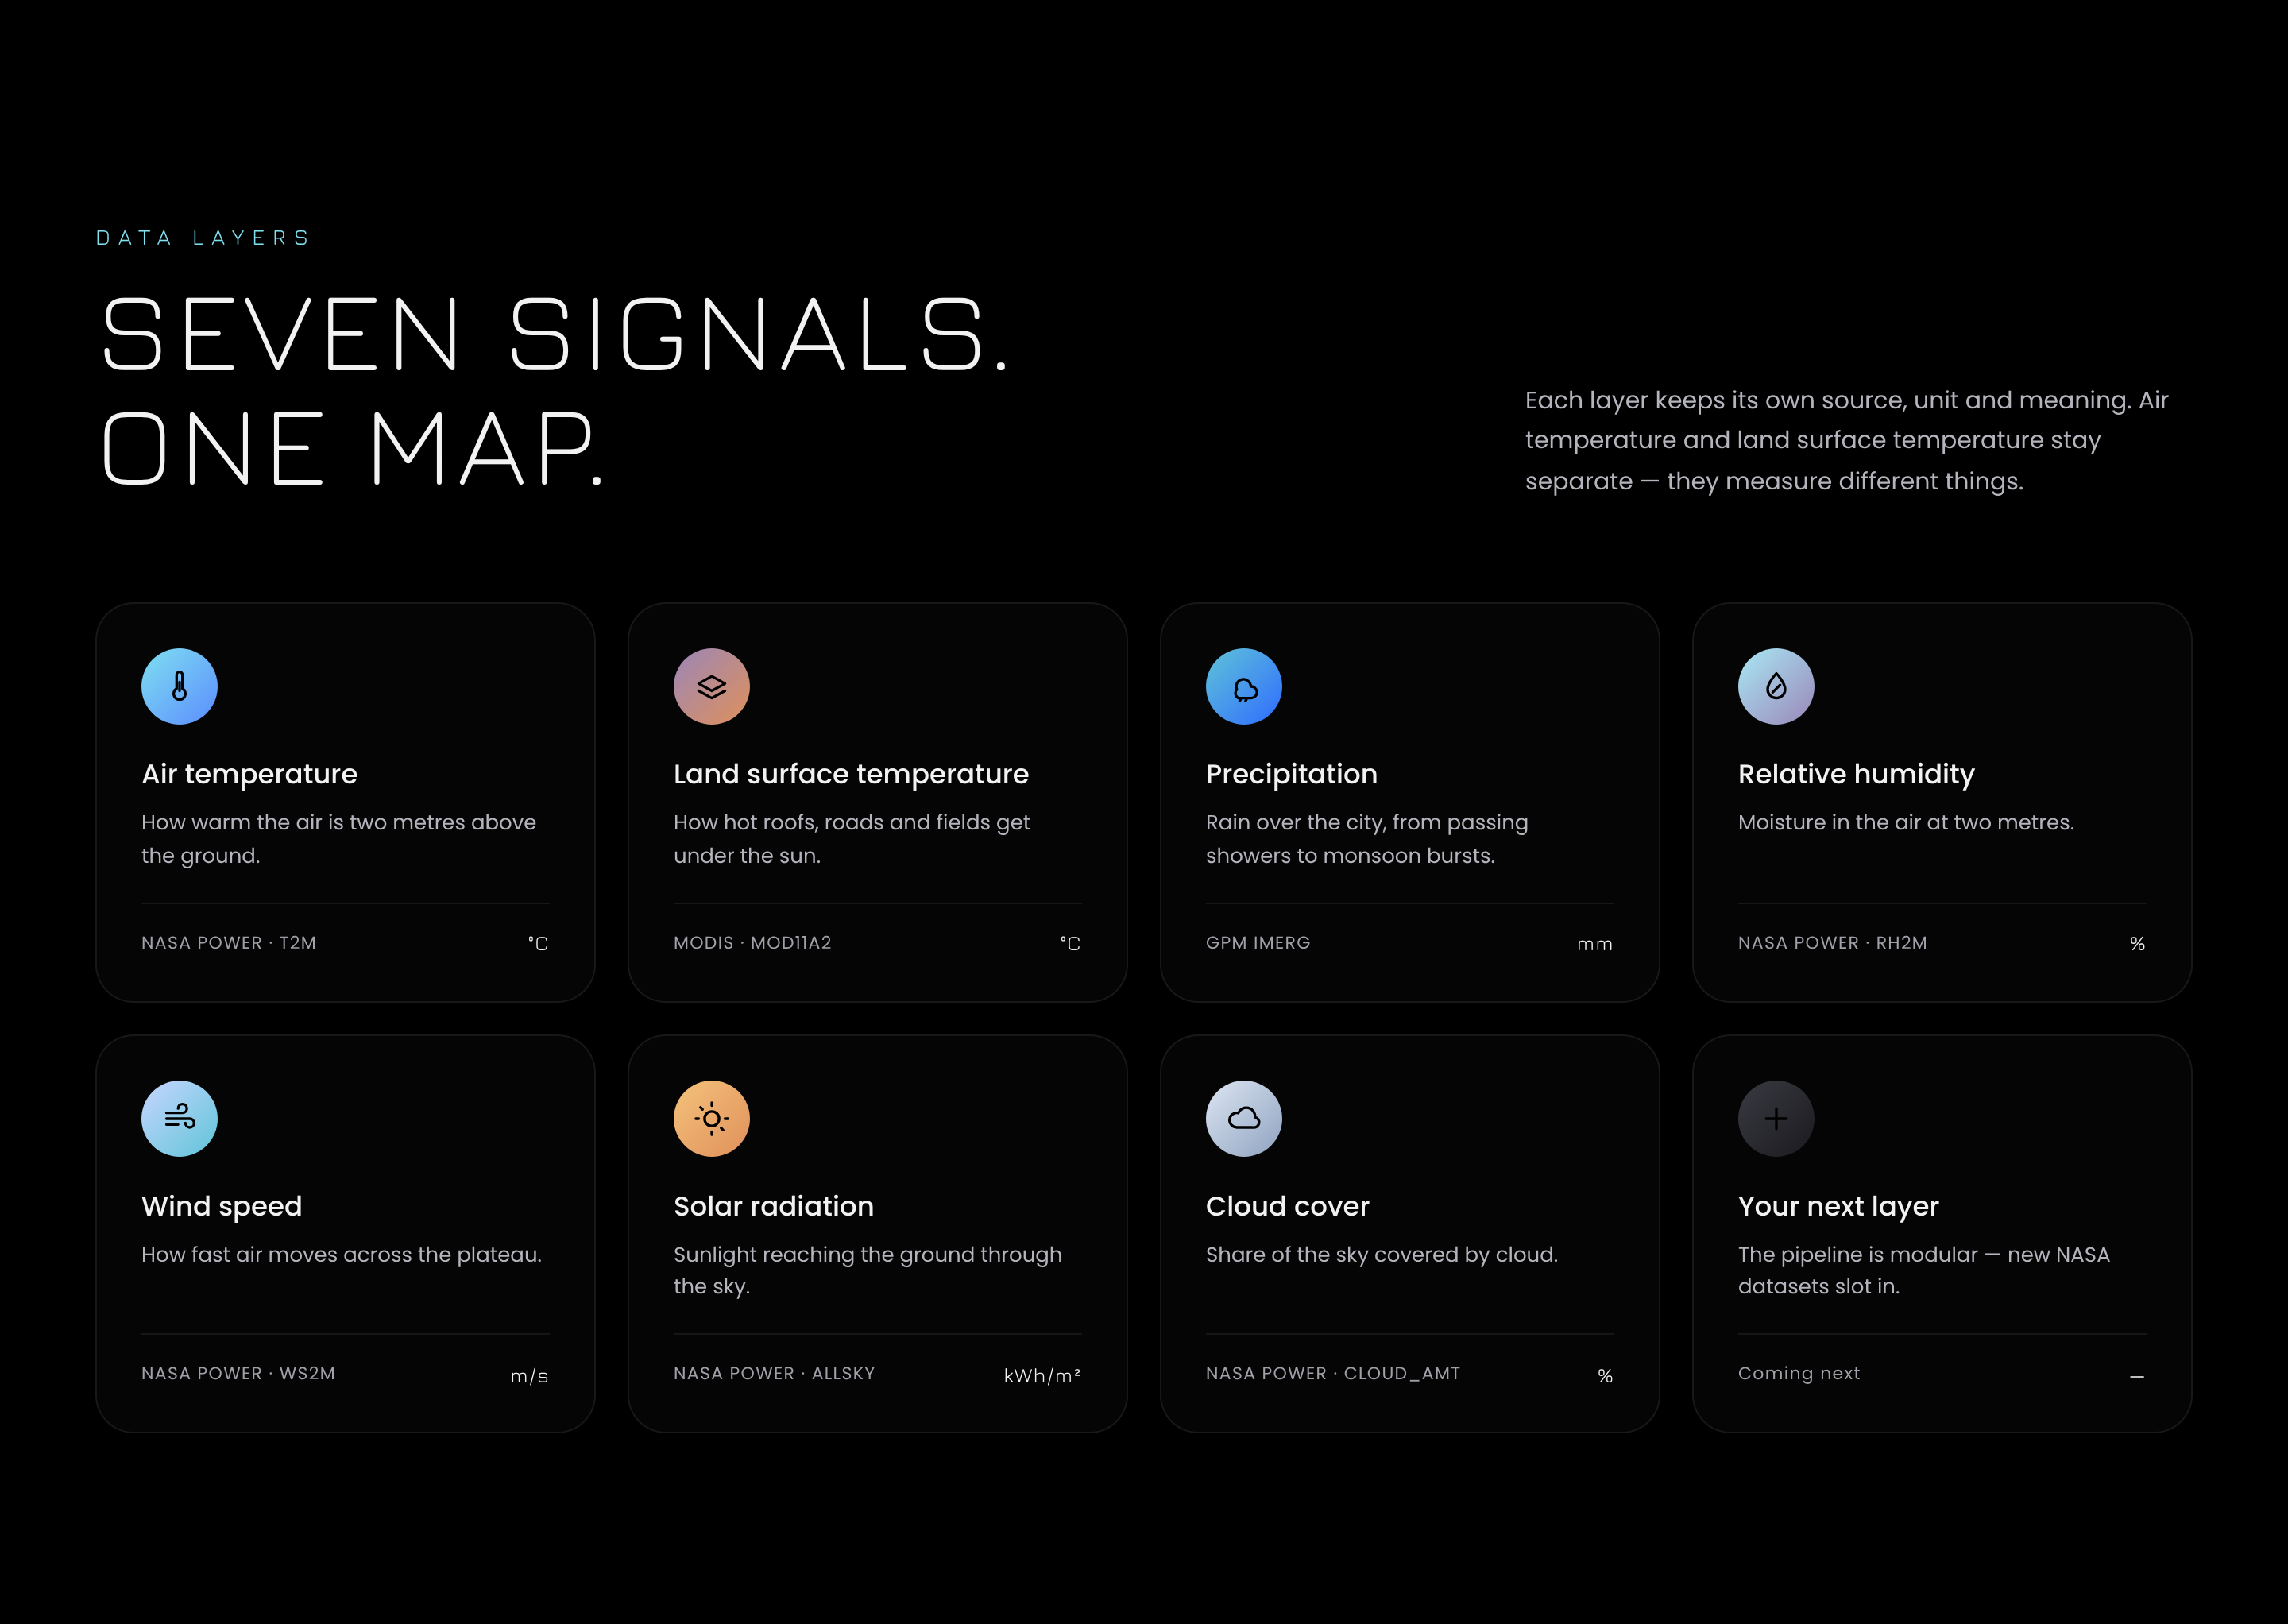 DATA LAYERS
SEVEN SIGNALS.
ONE MAP.
Each layer keeps its own source, unit and meaning. Air
temperature and land surface temperature stay
separate — they measure different things.
Air temperature
How warm the air is two metres above
the ground.
NASA POWER · T2M
°C
Land surface temperature
How hot roofs, roads and fields get
under the sun.
MODIS · MOD11A2
°C
Precipitation
Rain over the city, from passing
showers to monsoon bursts.
GPM IMERG
mm
Relative humidity
Moisture in the air at two metres.
NASA POWER · RH2M
%
Wind speed
How fast air moves across the plateau.
NASA POWER · WS2M
m/s
Solar radiation
Sunlight reaching the ground through
the sky.
NASA POWER · ALLSKY
kWh/m²
Cloud cover
Share of the sky covered by cloud.
NASA POWER · CLOUD_AMT
%
Your next layer
The pipeline is modular — new NASA
datasets slot in.
Coming next
—